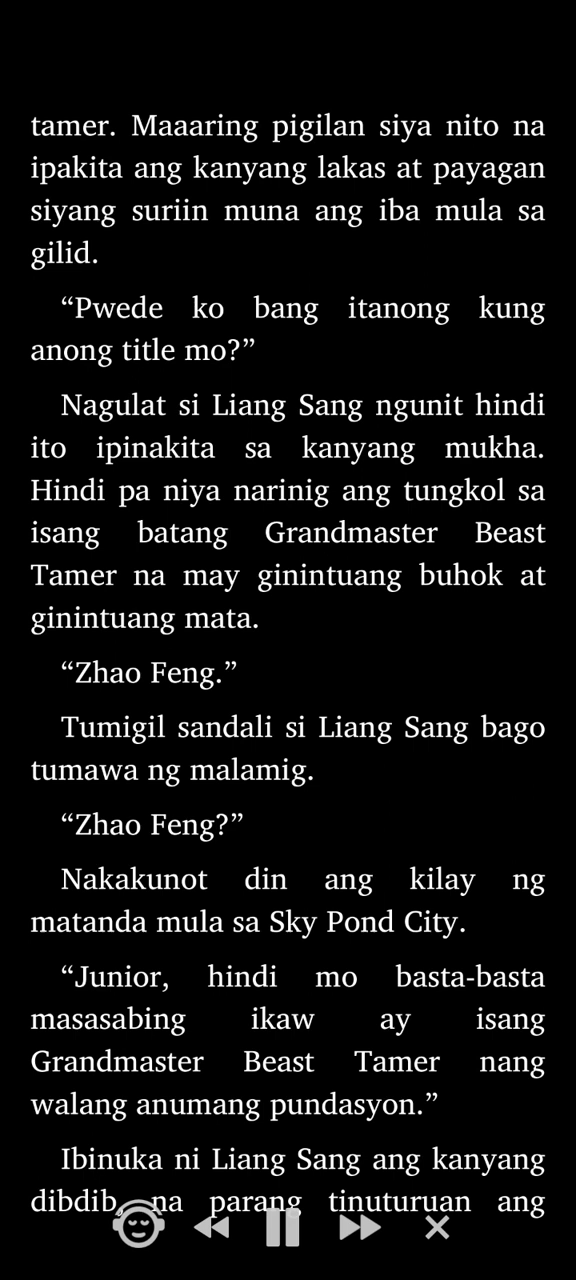 tamer. Maaaring pigilan siya nito na
ipakita ang kanyang lakas at payagan
siyang suriin muna ang iba mula sa
gilid.
“Pwede ko bang itanong kung
anong title mo?”
Nagulat si Liang Sang ngunit hindi
ito ipinakita sa kanyang mukha.
Hindi pa niya narinig ang tungkol sa
isang batang Grandmaster Beast
Tamer na may ginintuang buhok at
ginintuang mata.
“Zhao Feng.”
Tumigil sandali si Liang Sang bago
tumawa ng malamig.
“Zhao Feng?”
Nakakunot din ang kilay ng
matanda mula sa Sky Pond City.
“Junior, hindi mo basta-basta
masasabing ikaw ay isang
Grandmaster Beast Tamer nang
walang anumang pundasyon.”
Ibinuka ni Liang Sang ang kanyang
dibdib, na parang tinuturuan ang